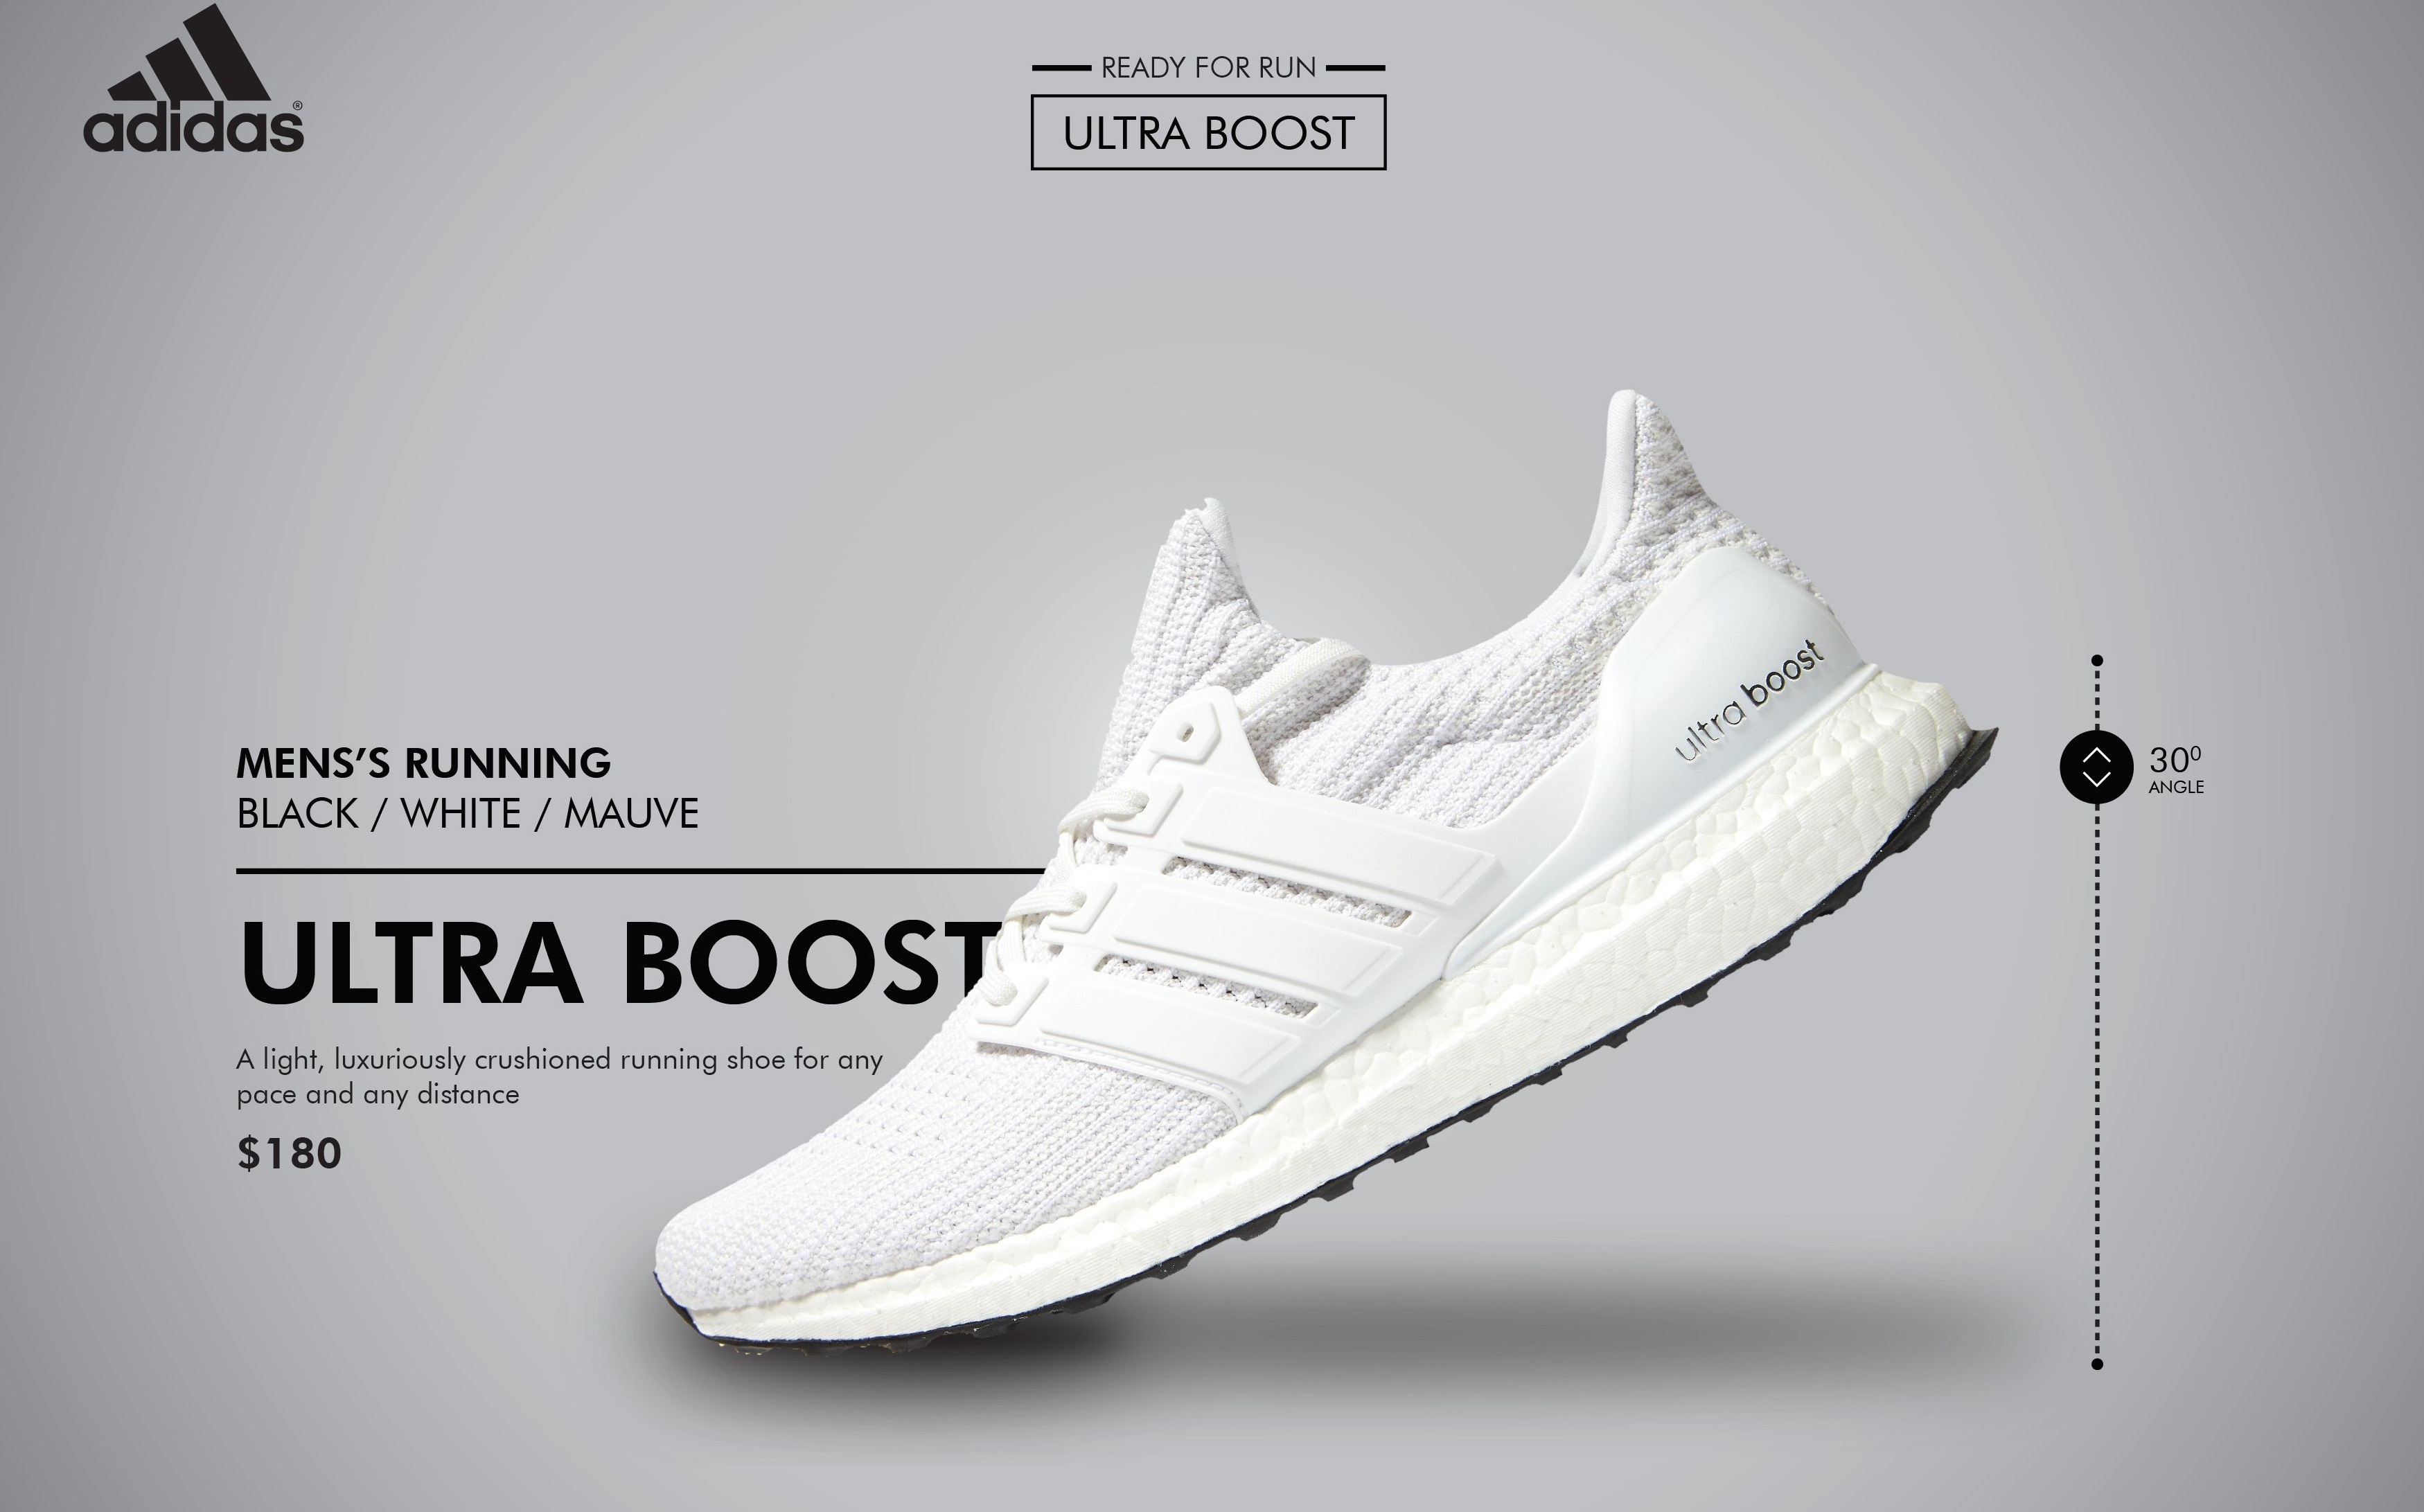 adidas®
READY FOR RUN
ULTRA BOOST
ultra boost
MENS’S RUNNING
BLACK / WHITE / MAUVE
ULTRA BOOST
A light, luxuriously crushioned running shoe for any
pace and any distance
$180
30⁰
ANGLE